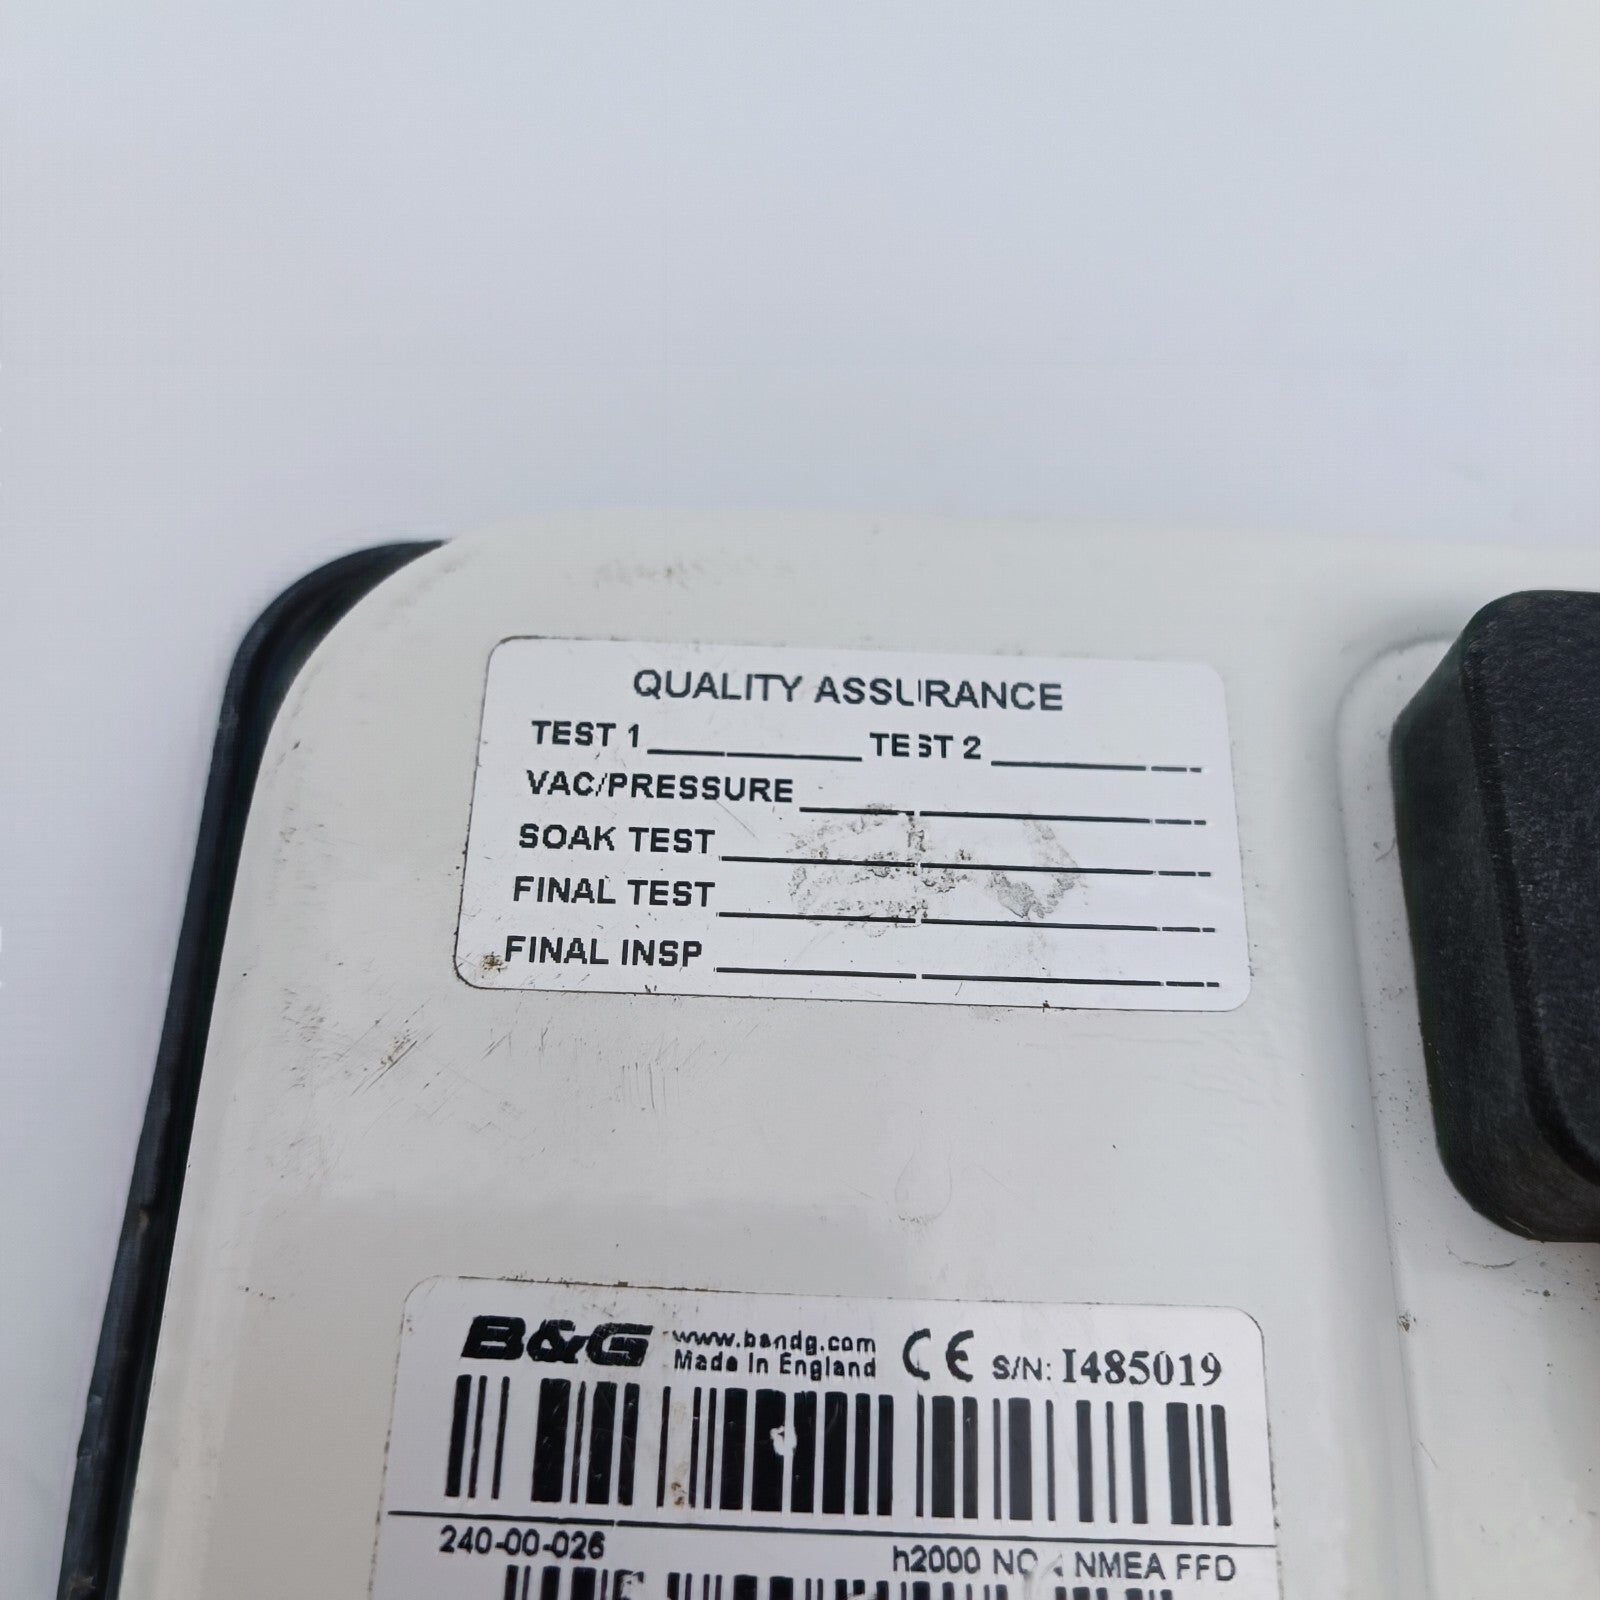 QUALITY ASSURANCE
TEST 1 TEST 2
VAC/PRESSURE
SOAK TEST
FINAL TEST
FINAL INSP
B&G www.bandg.com CE S/N: I485019
Made In England
240-00-026 h2000 NMEA FFD